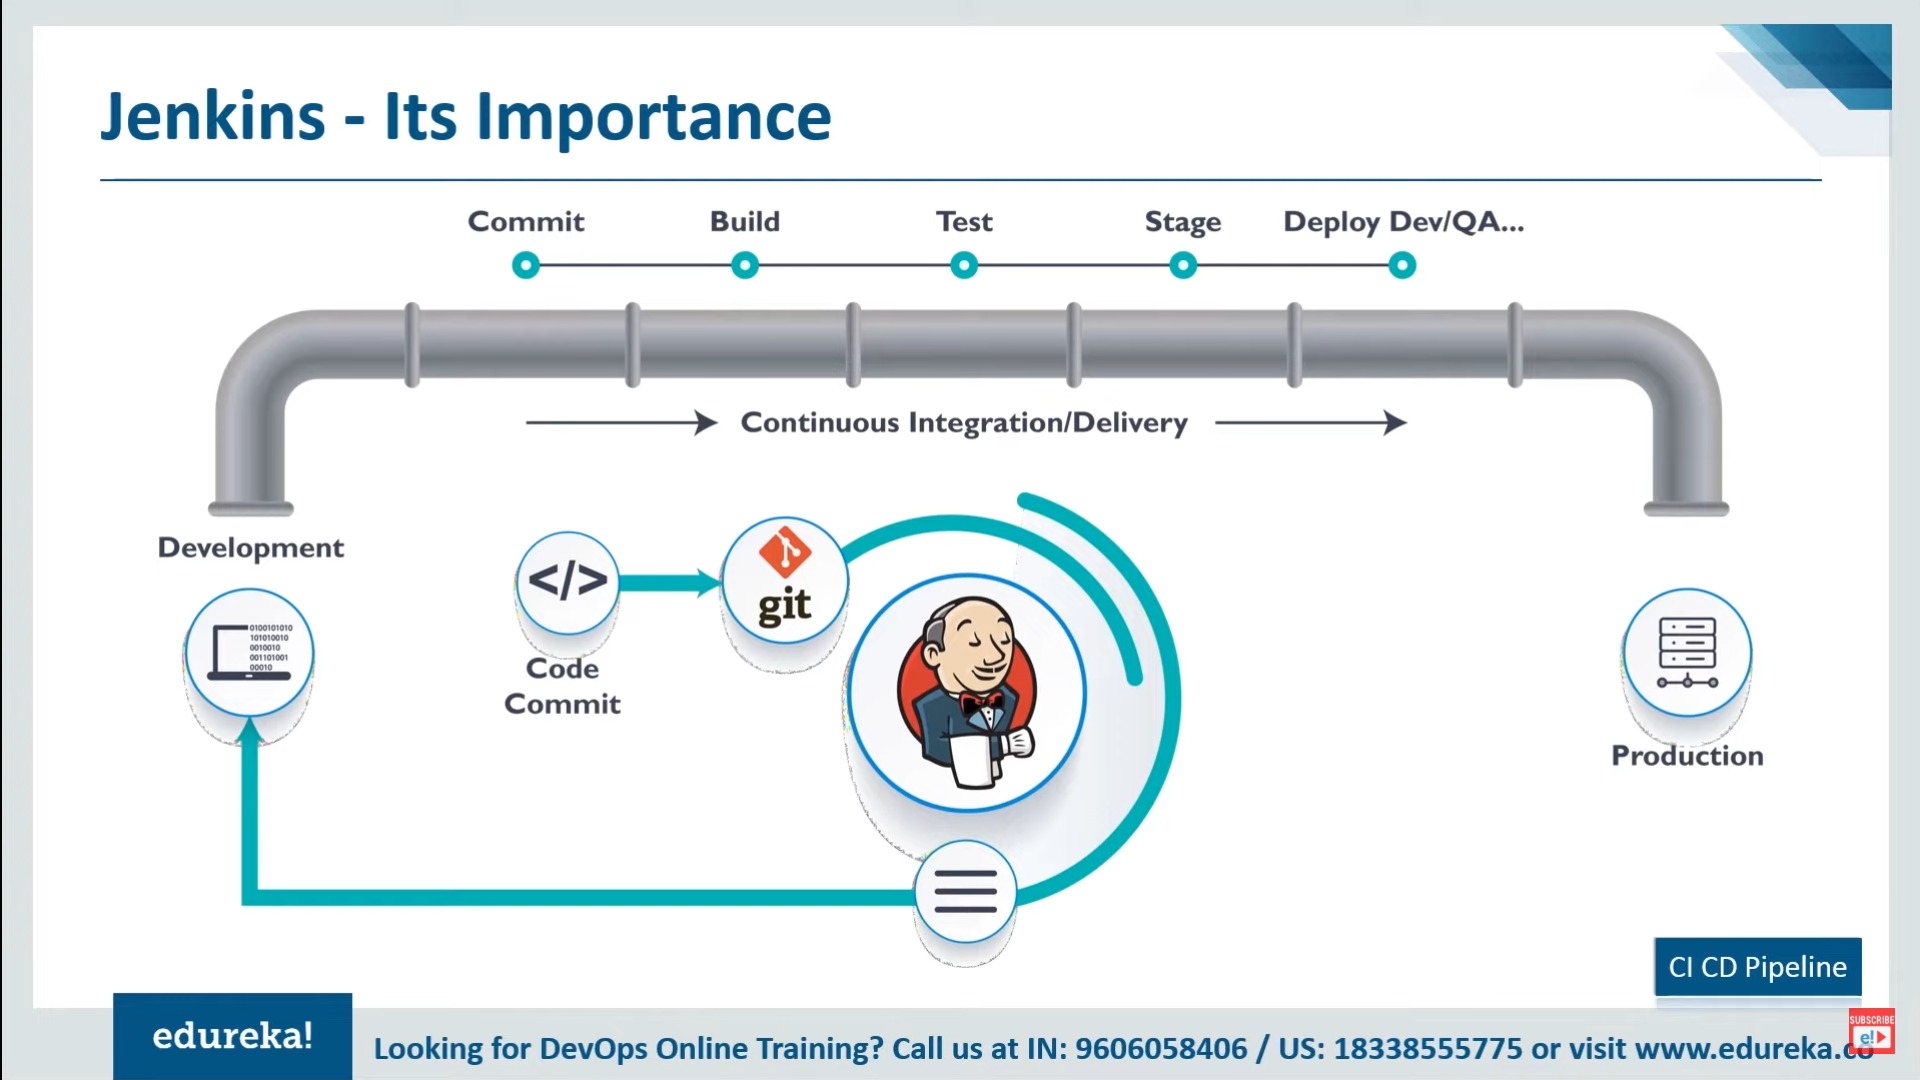 Jenkins - Its Importance
Commit
Build
Test
Stage
Deploy Dev/QA...
Continuous Integration/Delivery
Development
0100101010
101010010
0010010
001101001
00010
</>
git
Code
Commit
Production
CI CD Pipeline
edureka!
Looking for DevOps Online Training? Call us at IN: 9606058406 / US: 18338555775 or visit www.edureka.co
SUBSCRIBE
e!